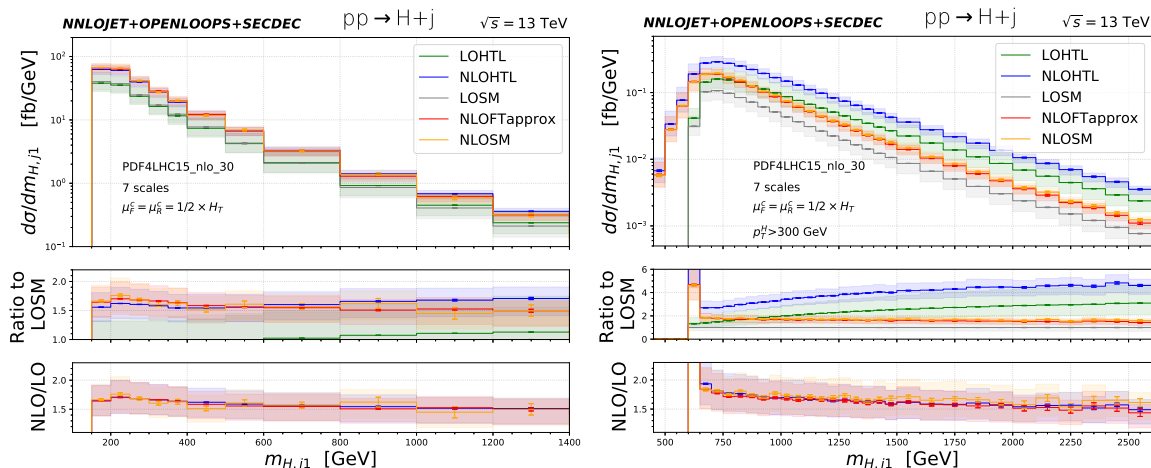 NNLOJET+OPENLOOPS+SECDEC pp → H+j √s = 13 TeV
10²
10¹
10⁰
10⁻¹
dσ/dm_{H,j1} [fb/GeV]
LOHTL
NLOHTL
LOSM
NLOFTapprox
NLOSM
PDF4LHC15_nlo_30
7 scales
μ_F^c = μ_R^c = 1/2 × H_T
Ratio to
LOSM
2.0
1.5
1.0
NLO/LO
2.0
1.5
200 400 600 800 1000 1200 1400
m_{H,j1} [GeV]
NNLOJET+OPENLOOPS+SECDEC pp → H+j √s = 13 TeV
10⁻¹
10⁻²
10⁻³
dσ/dm_{H,j1} [fb/GeV]
LOHTL
NLOHTL
LOSM
NLOFTapprox
NLOSM
PDF4LHC15_nlo_30
7 scales
μ_F^c = μ_R^c = 1/2 × H_T
p_T^H>300 GeV
Ratio to
LOSM
6
4
2
0
NLO/LO
2.0
1.5
500 750 1000 1250 1500 1750 2000 2250 2500
m_{H,j1} [GeV]